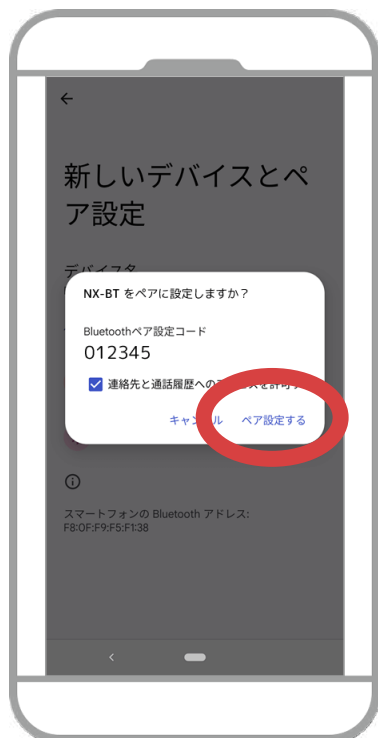 新しいデバイスとペ
ア設定
NX-BT をペアに設定しますか？
Bluetoothペア設定コード
012345
連絡先と通話履歴への
を許可
ペア設定する
スマートフォンの Bluetooth アドレス:
F8:0F:F9:F5:F1:38